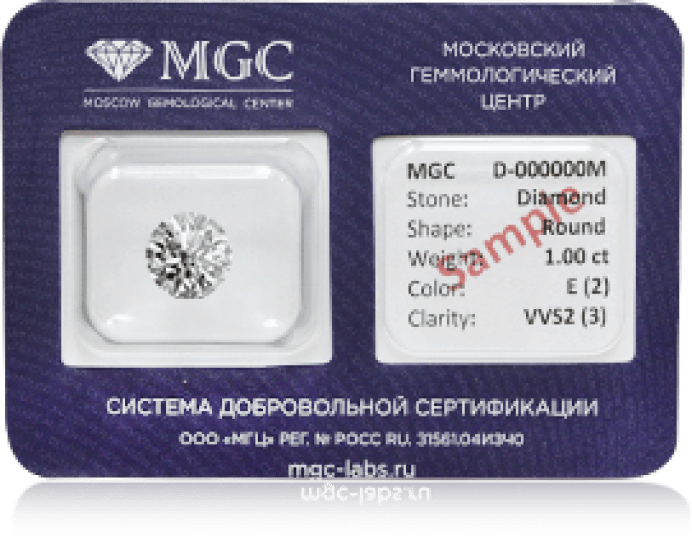 MGC
MOSCOW GEMOLOGICAL CENTER
МОСКОВСКИЙ
ГЕММОЛОГИЧЕСКИЙ
ЦЕНТР
MGC D-000000M
Stone: Diamond
Shape: Round
Weight: 1.00 ct
Color: E (2)
Clarity: VVS2 (3)
Sample
СИСТЕМА ДОБРОВОЛЬНОЙ СЕРТИФИКАЦИИ
ООО «МГЦ» РЕГ. № РОСС RU. 31561.04ИЗЧ0
mgc-labs.ru